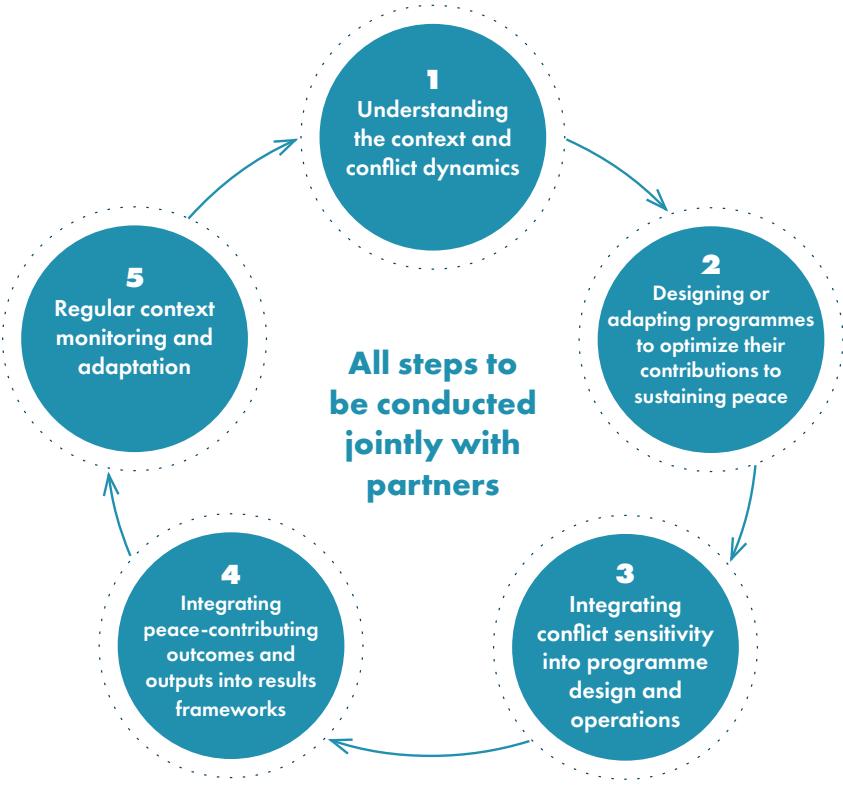 1
Understanding
the context and
conflict dynamics
2
Designing or
adapting programmes
to optimize their
contributions to
sustaining peace
3
Integrating
conflict sensitivity
into programme
design and
operations
4
Integrating
peace-contributing
outcomes and
outputs into results
frameworks
5
Regular context
monitoring and
adaptation
All steps to
be conducted
jointly with
partners